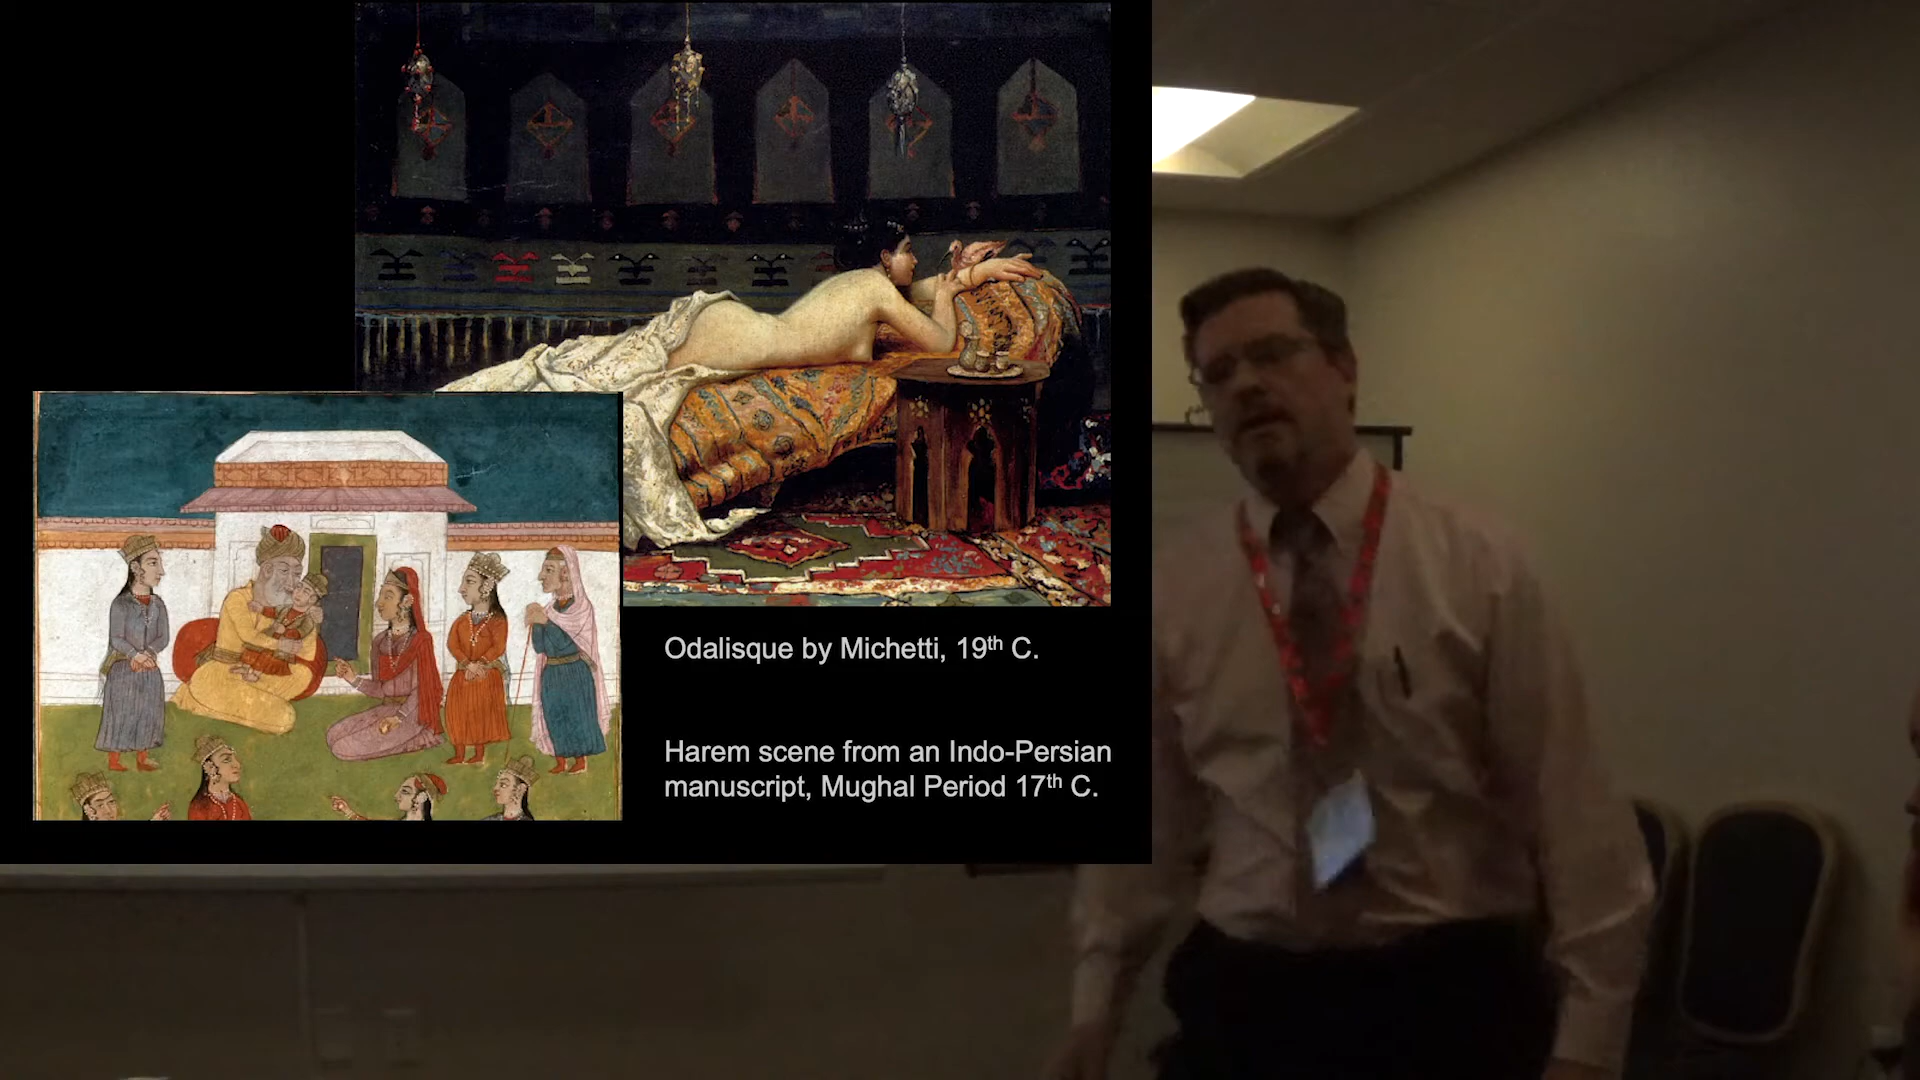 Odalisque by Michetti, 19th C.
Harem scene from an Indo-Persian
manuscript, Mughal Period 17th C.